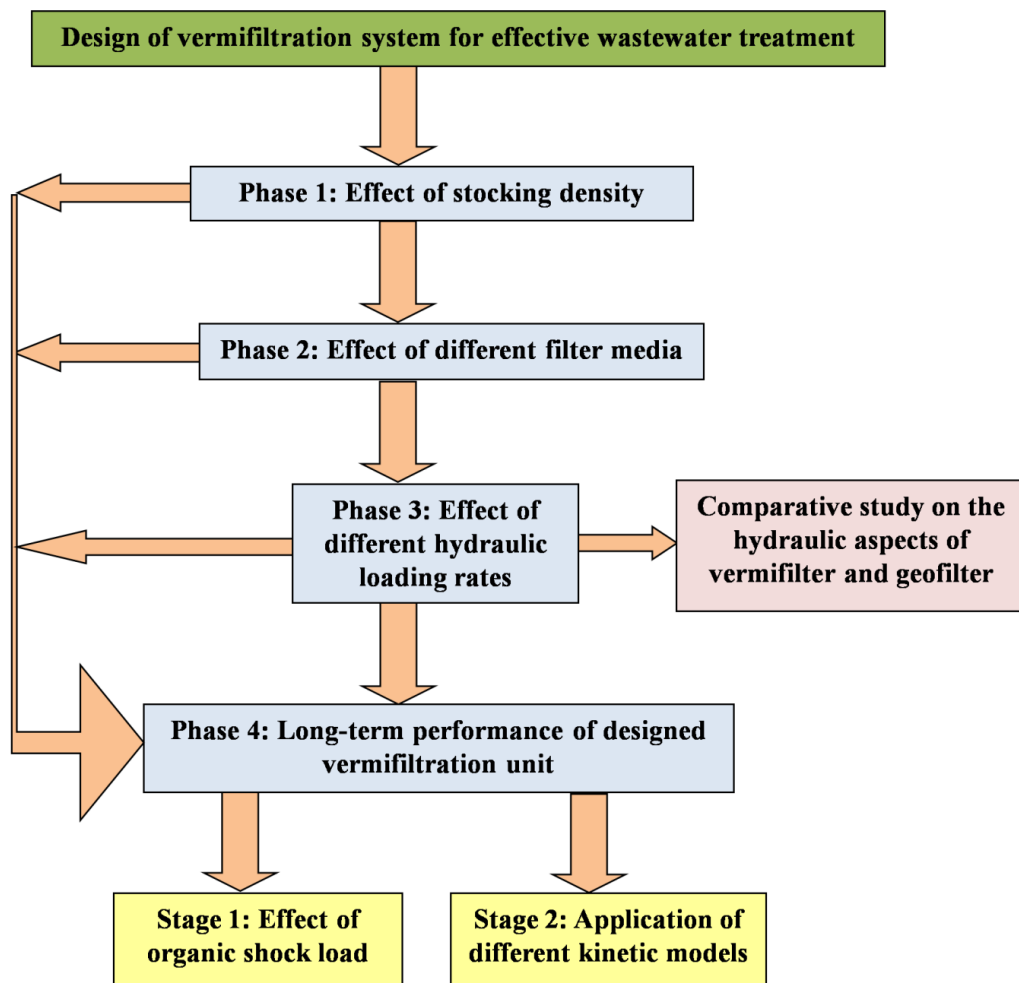 Design of vermifiltration system for effective wastewater treatment
Phase 1: Effect of stocking density
Phase 2: Effect of different filter media
Phase 3: Effect of
different hydraulic
loading rates
Comparative study on the
hydraulic aspects of
vermifilter and geofilter
Phase 4: Long-term performance of designed
vermifiltration unit
Stage 1: Effect of
organic shock load
Stage 2: Application of
different kinetic models